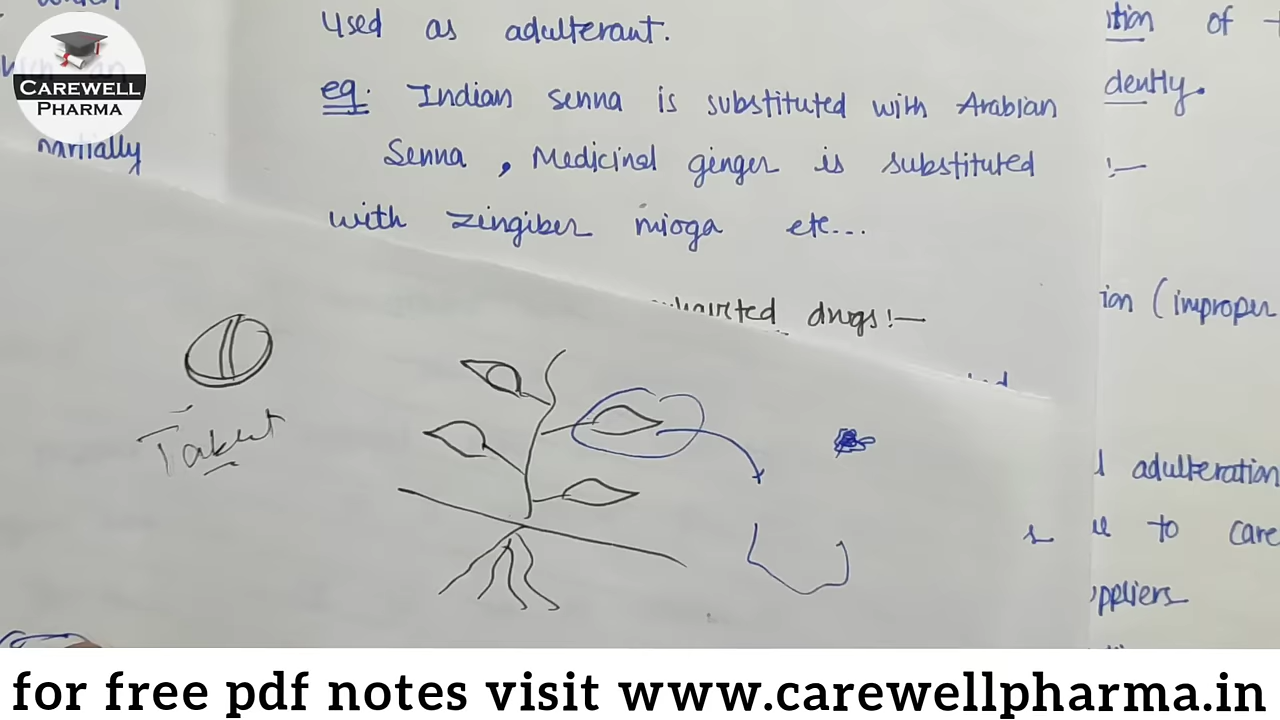 used as adulterant.
eg. Indian senna is substituted with Arabian
Senna, Medicinal ginger is substituted
with zingiber mioga etc...
drugs:—
CAREWELL
PHARMA
partially
of
dently.
:—
ion (improper
adulteration
to care
ppliers
for free pdf notes visit www.carewellpharma.in